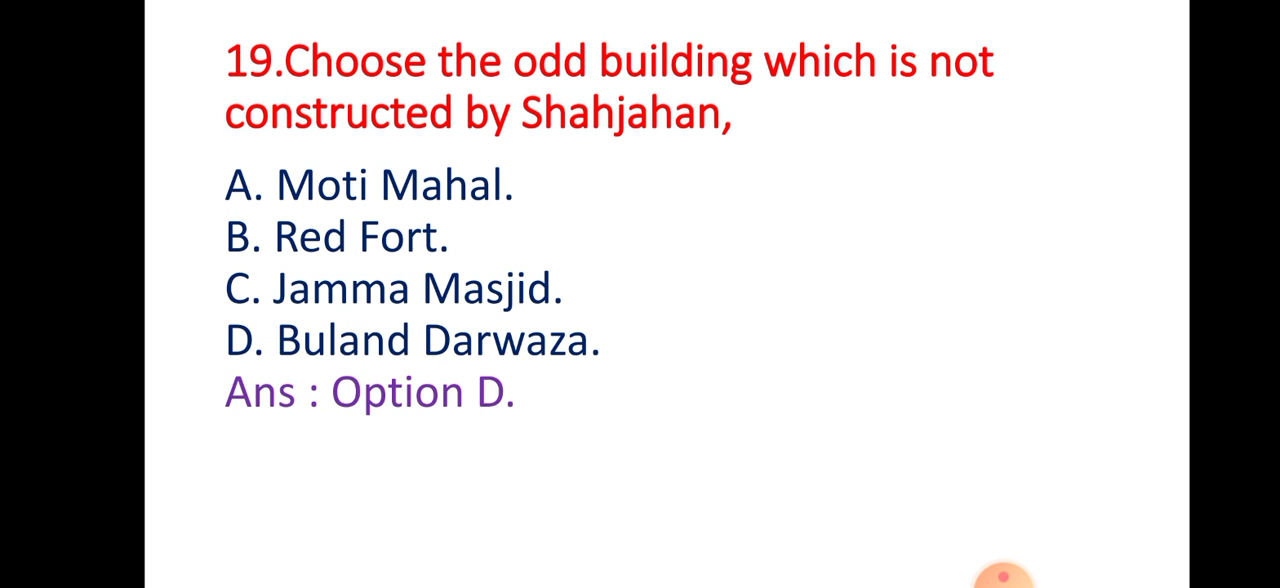 19.Choose the odd building which is not
constructed by Shahjahan,
A. Moti Mahal.
B. Red Fort.
C. Jamma Masjid.
D. Buland Darwaza.
Ans : Option D.